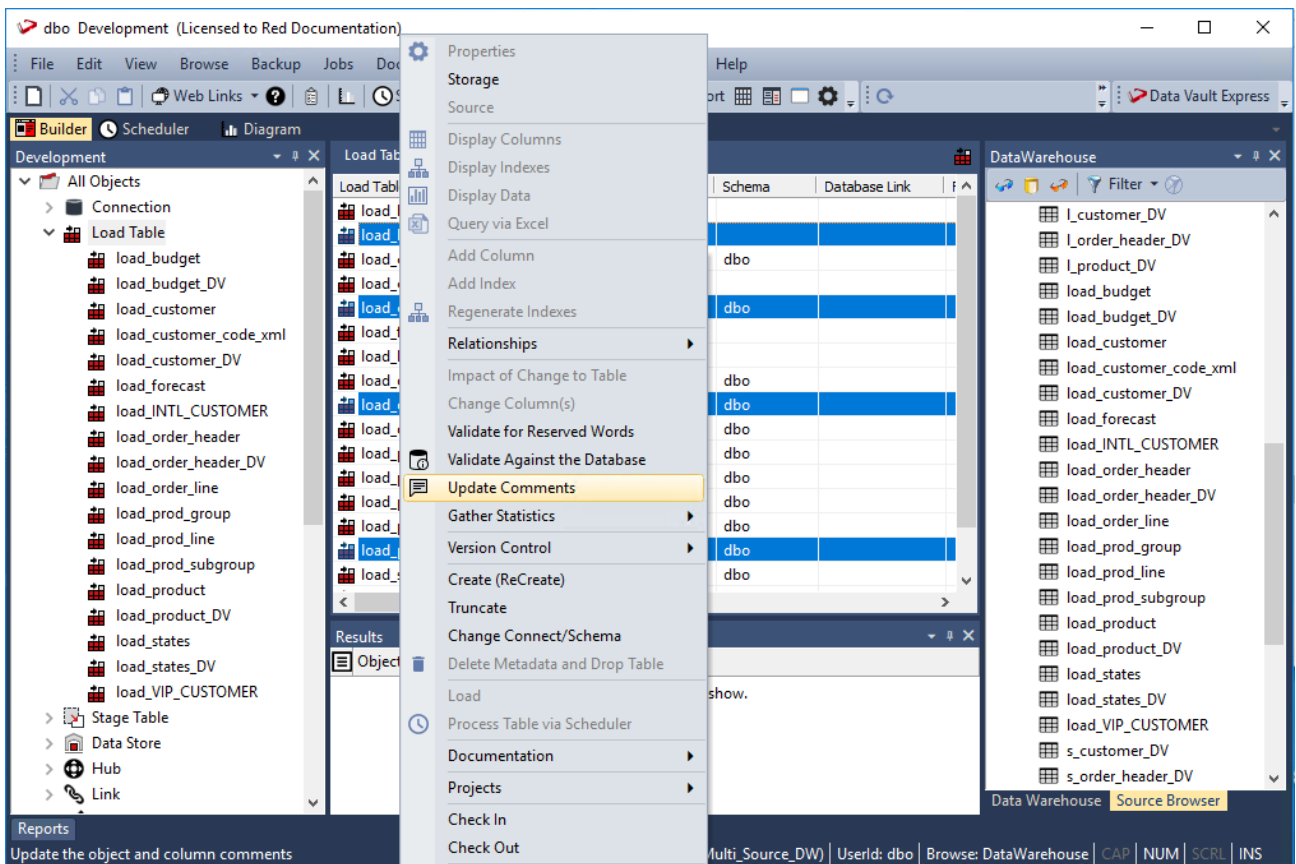 dbo Development (Licensed to Red Documentation)
File Edit View Browse Backup Jobs Help
Web Links
Data Vault Express
Builder Scheduler Diagram
Development
All Objects
Connection
Load Table
load_budget
load_budget_DV
load_customer
load_customer_code_xml
load_customer_DV
load_forecast
load_INTL_CUSTOMER
load_order_header
load_order_header_DV
load_order_line
load_prod_group
load_prod_line
load_prod_subgroup
load_product
load_product_DV
load_states
load_states_DV
load_VIP_CUSTOMER
Stage Table
Data Store
Hub
Link
Reports
Update the object and column comments
Schema Database Link
dbo
dbo
dbo
dbo
dbo
dbo
dbo
dbo
dbo
dbo
dbo
Results
show.
Properties
Storage
Source
Display Columns
Display Indexes
Display Data
Query via Excel
Add Column
Add Index
Regenerate Indexes
Relationships
Impact of Change to Table
Change Column(s)
Validate for Reserved Words
Validate Against the Database
Update Comments
Gather Statistics
Version Control
Create (ReCreate)
Truncate
Change Connect/Schema
Delete Metadata and Drop Table
Load
Process Table via Scheduler
Documentation
Projects
Check In
Check Out
DataWarehouse
Filter
l_customer_DV
l_order_header_DV
l_product_DV
load_budget
load_budget_DV
load_customer
load_customer_code_xml
load_customer_DV
load_forecast
load_INTL_CUSTOMER
load_order_header
load_order_header_DV
load_order_line
load_prod_group
load_prod_line
load_prod_subgroup
load_product
load_product_DV
load_states
load_states_DV
load_VIP_CUSTOMER
s_customer_DV
s_order_header_DV
Data Warehouse Source Browser
Multi_Source_DW) UserId: dbo Browse: DataWarehouse CAP NUM SCRL INS